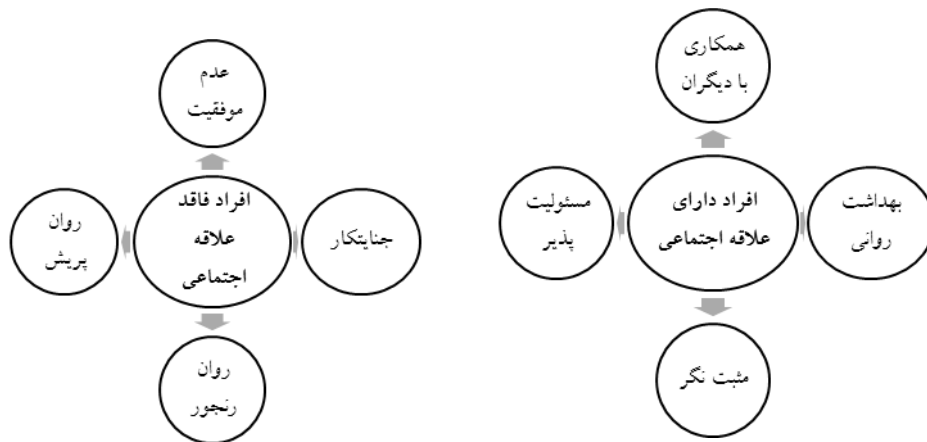 همکاری
با دیگران
بهداشت
روانی
افراد دارای
علاقه اجتماعی
مسئولیت
پذیر
مثبت نگر
عدم
موفقیت
جنایتکار
افراد فاقد
علاقه
اجتماعی
روان
پریش
روان
رنجور